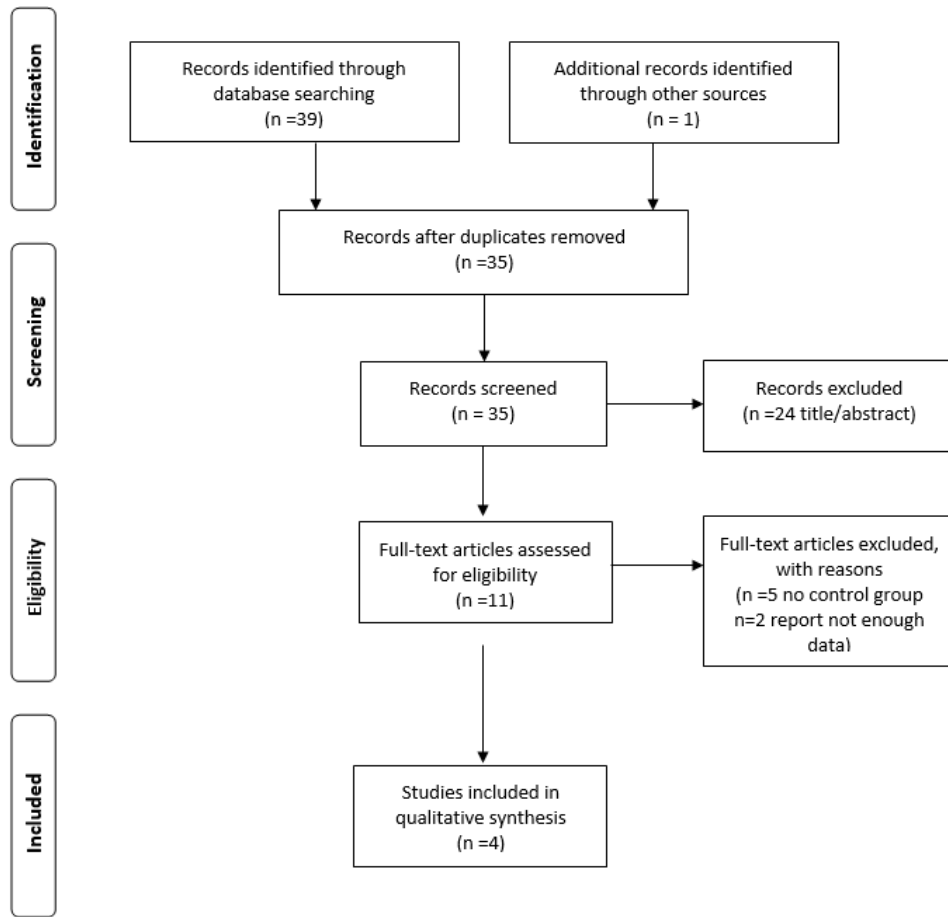 Identification
Records identified through
database searching
(n =39)
Additional records identified
through other sources
(n = 1)
Records after duplicates removed
(n =35)
Screening
Records screened
(n = 35)
Records excluded
(n =24 title/abstract)
Eligibility
Full-text articles assessed
for eligibility
(n =11)
Full-text articles excluded,
with reasons
(n =5 no control group
n=2 report not enough
data)
Included
Studies included in
qualitative synthesis
(n =4)